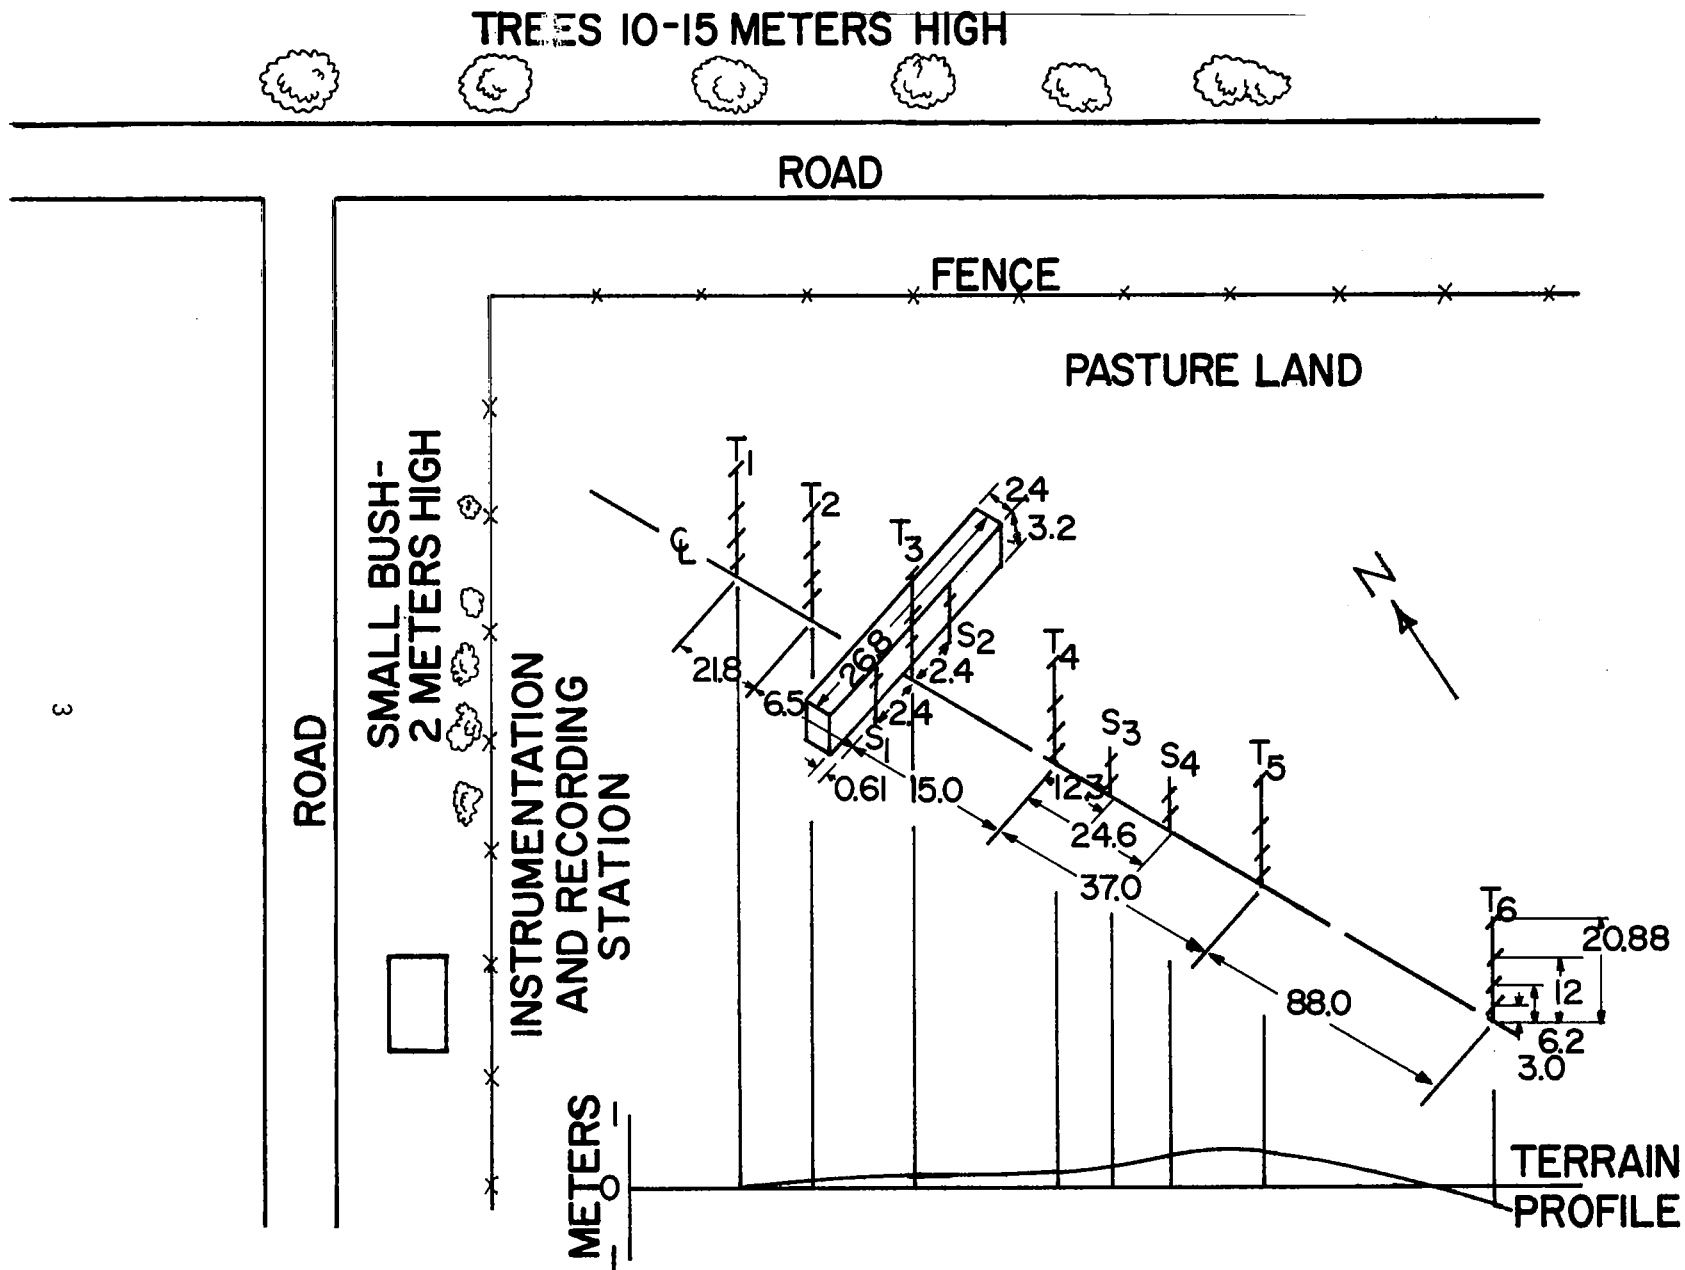 TREES 10-15 METERS HIGH
ROAD
FENCE
PASTURE LAND
SMALL BUSH-
2 METERS HIGH
ROAD
INSTRUMENTATION
AND RECORDING
STATION
T1
T2
T3
T4
T5
T6
S1
S2
S3
S4
℄
N
2.4
3.2
26.8
21.8
6.5
2.4
2.4
0.61
15.0
12.3
24.6
37.0
88.0
20.88
12
6.2
3.0
METERS
1
0
1
TERRAIN
PROFILE
3